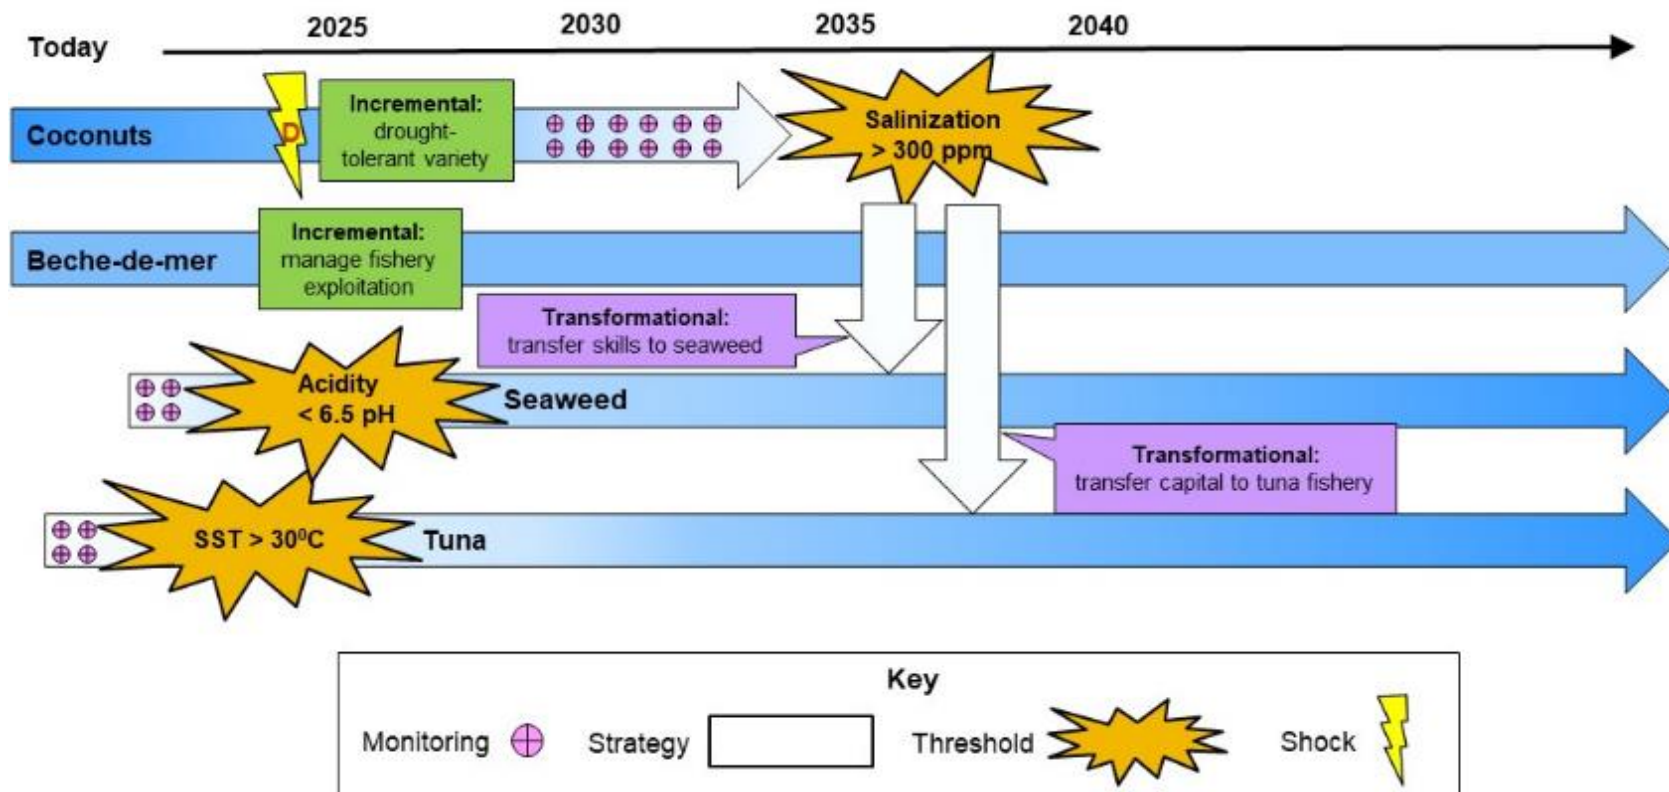 2025 2030 2035 2040
Today
Incremental:
drought-
tolerant variety
Coconuts
D
Salinization
> 300 ppm
Incremental:
manage fishery
exploitation
Beche-de-mer
Transformational:
transfer skills to seaweed
Acidity
< 6.5 pH
Seaweed
Transformational:
transfer capital to tuna fishery
SST > 30⁰C
Tuna
Key
Monitoring Strategy Threshold Shock